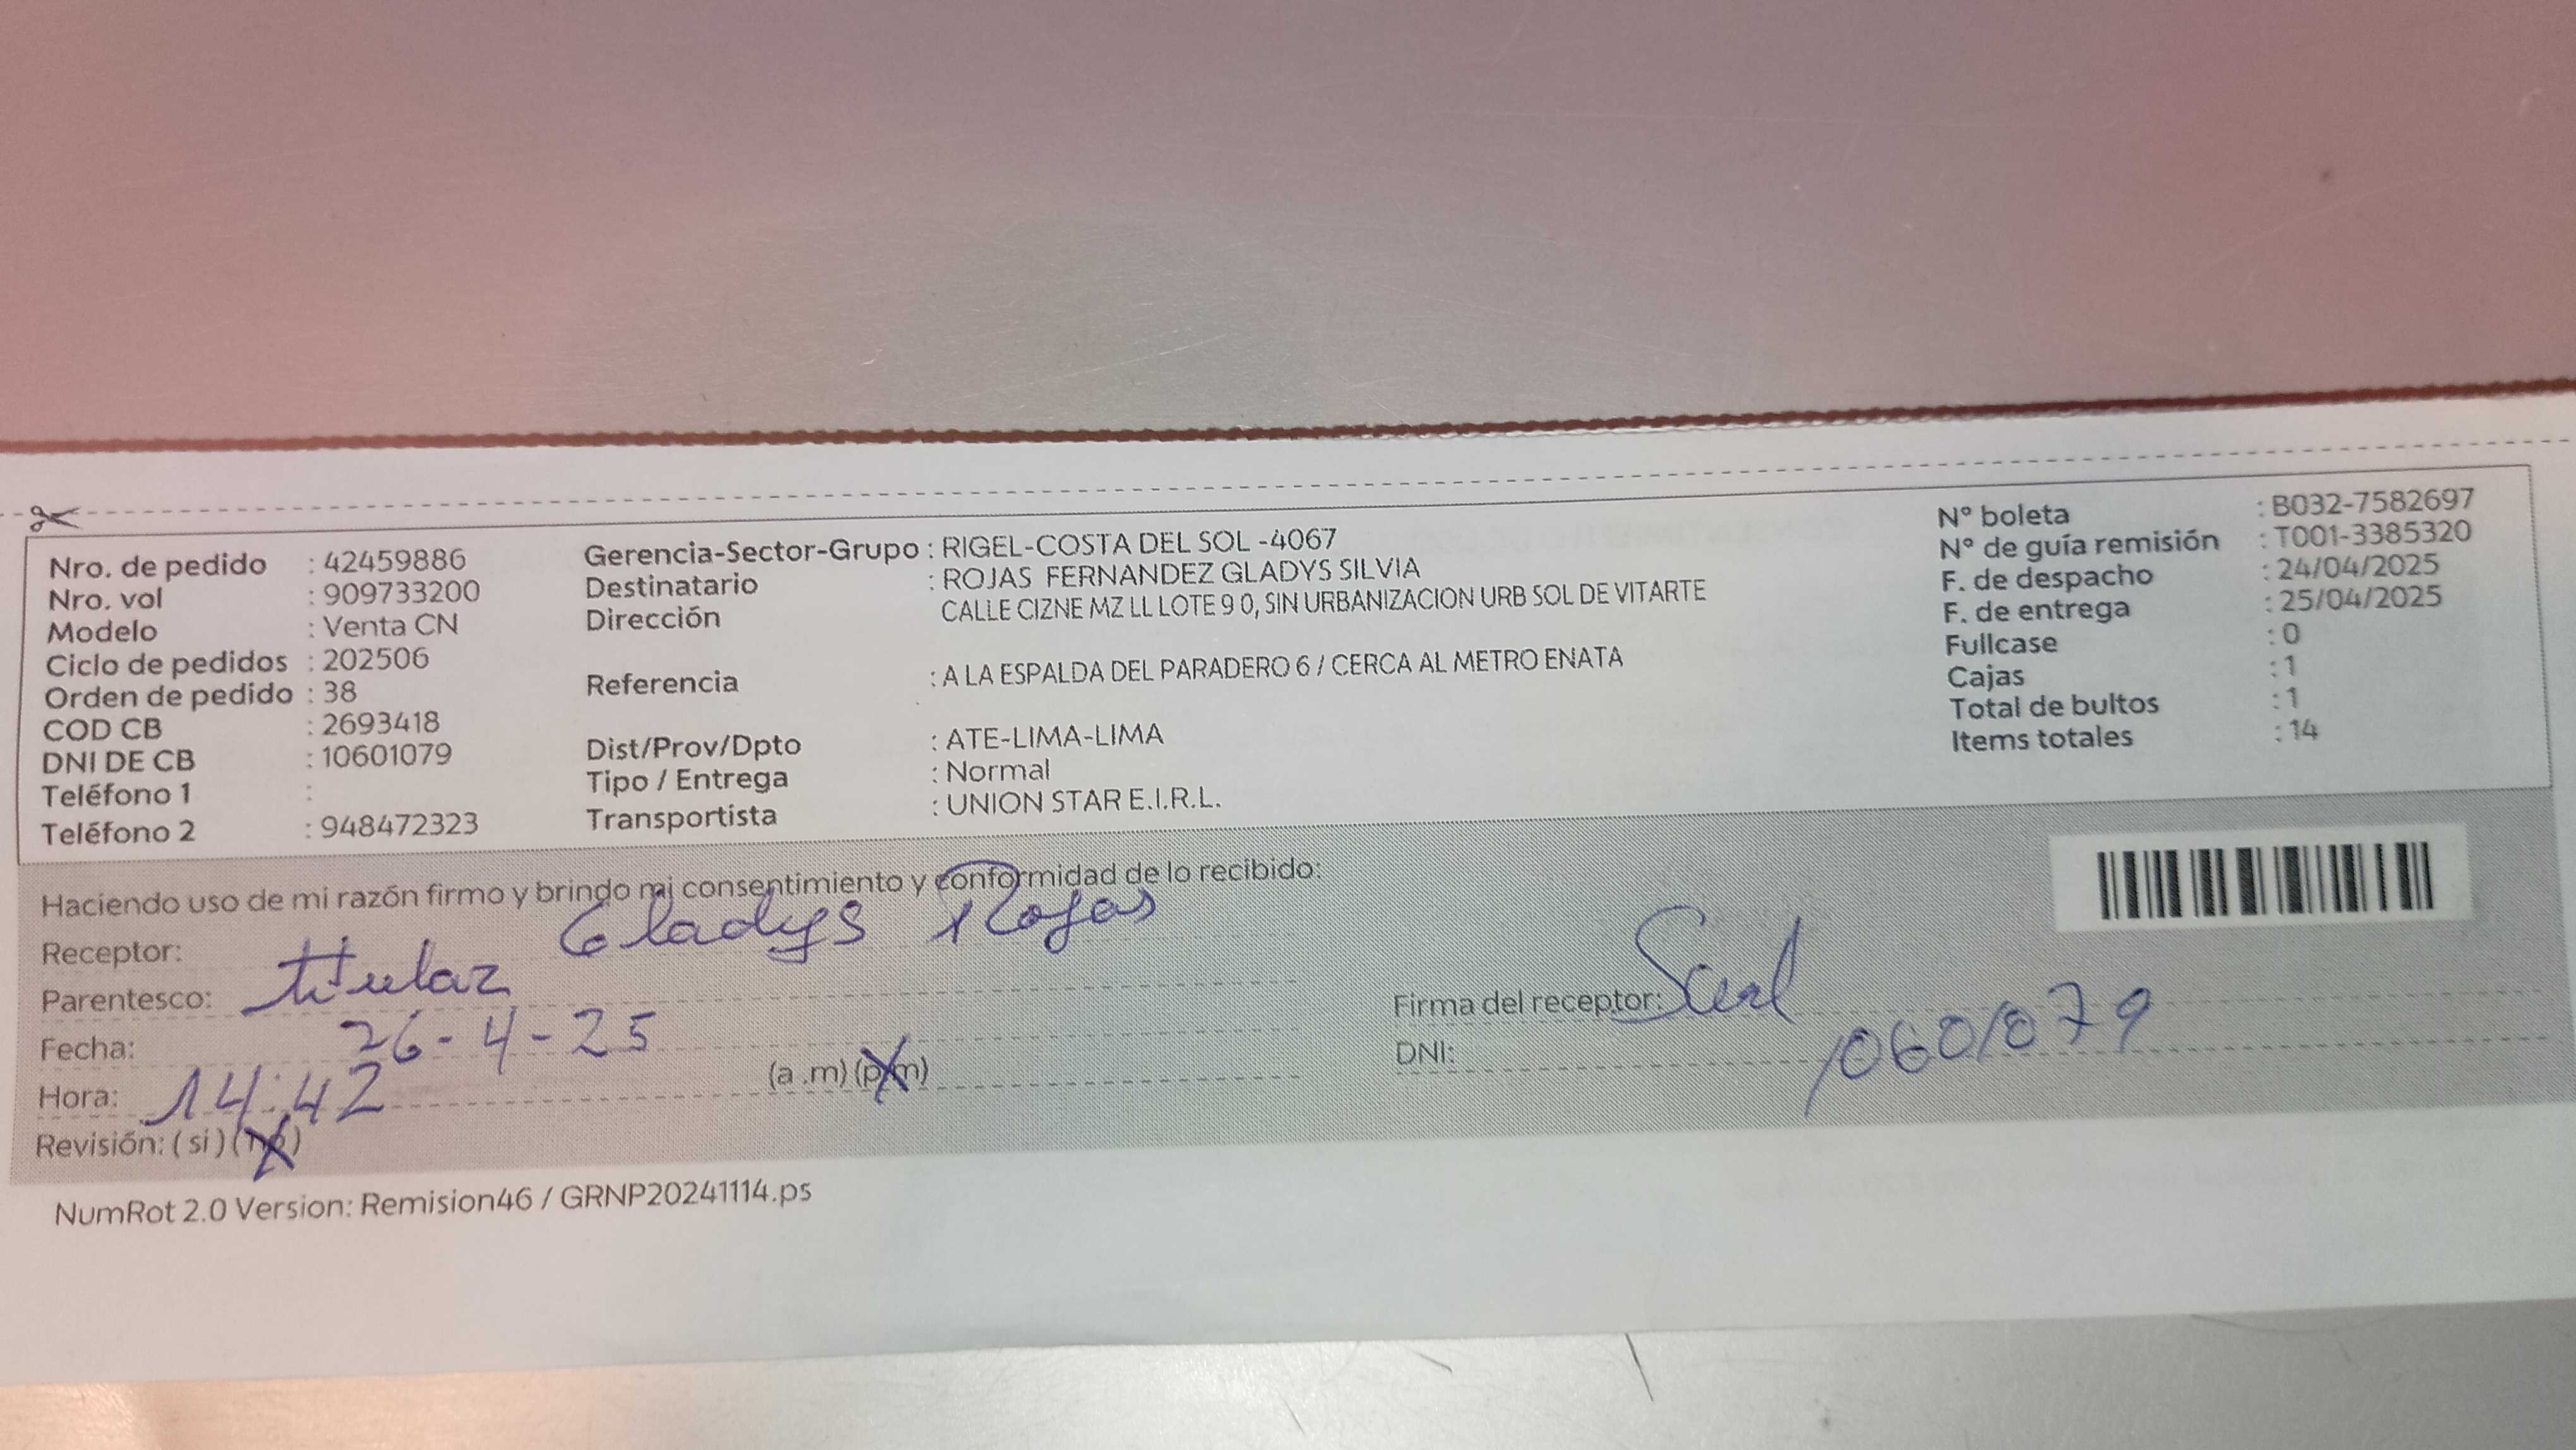 Nro. de pedido : 42459886
Nro. vol : 909733200
Modelo : Venta CN
Ciclo de pedidos : 202506
Orden de pedido : 38
COD CB : 2693418
DNI DE CB : 10601079
Teléfono 1 :
Teléfono 2 : 948472323
Gerencia-Sector-Grupo : RIGEL-COSTA DEL SOL -4067
Destinatario : ROJAS FERNANDEZ GLADYS SILVIA
Dirección CALLE CIZNE MZ LL LOTE 9 0, SIN URBANIZACION URB SOL DE VITARTE
Referencia : A LA ESPALDA DEL PARADERO 6 / CERCA AL METRO ENATA
Dist/Prov/Dpto : ATE-LIMA-LIMA
Tipo / Entrega : Normal
Transportista : UNION STAR E.I.R.L.
N° boleta : B032-7582697
N° de guía remisión : T001-3385320
F. de despacho : 24/04/2025
F. de entrega : 25/04/2025
Fullcase : 0
Cajas : 1
Total de bultos : 1
Items totales : 14
Haciendo uso de mi razón firmo y brindo mi consentimiento y conformidad de lo recibido:
Receptor: Gladys Rojas
Parentesco: titular
Fecha: 26-4-25
Hora: 14:42 (a .m) (p.m)
Revisión: ( si ) (no)
Firma del receptor:
DNI: 10601079
NumRot 2.0 Version: Remision46 / GRNP20241114.ps